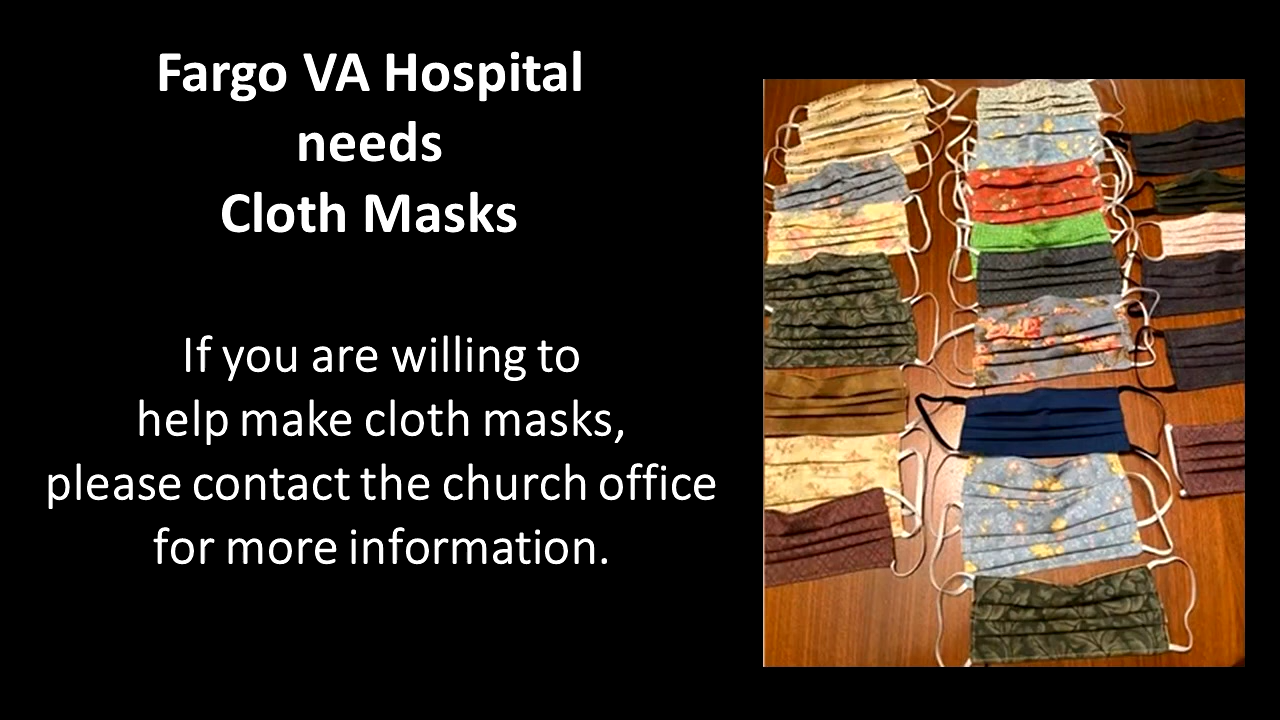 Fargo VA Hospital
needs
Cloth Masks
If you are willing to
help make cloth masks,
please contact the church office
for more information.